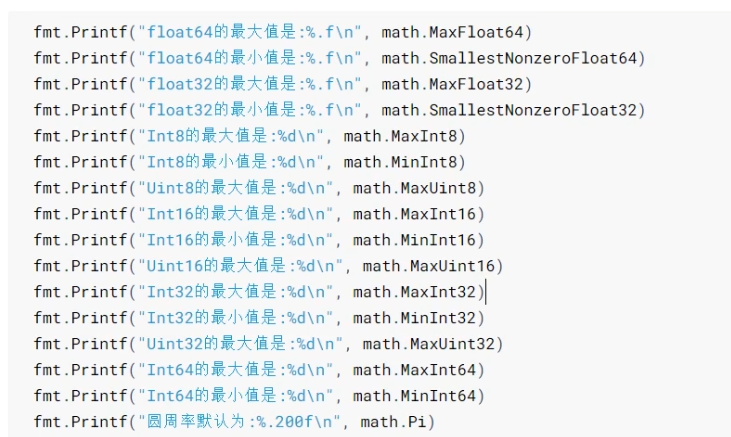 fmt.Printf("float64的最大值是:%.f\n", math.MaxFloat64)
fmt.Printf("float64的最小值是:%.f\n", math.SmallestNonzeroFloat64)
fmt.Printf("float32的最大值是:%.f\n", math.MaxFloat32)
fmt.Printf("float32的最小值是:%.f\n", math.SmallestNonzeroFloat32)
fmt.Printf("Int8的最大值是:%d\n", math.MaxInt8)
fmt.Printf("Int8的最小值是:%d\n", math.MinInt8)
fmt.Printf("Uint8的最大值是:%d\n", math.MaxUint8)
fmt.Printf("Int16的最大值是:%d\n", math.MaxInt16)
fmt.Printf("Int16的最小值是:%d\n", math.MinInt16)
fmt.Printf("Uint16的最大值是:%d\n", math.MaxUint16)
fmt.Printf("Int32的最大值是:%d\n", math.MaxInt32)
fmt.Printf("Int32的最小值是:%d\n", math.MinInt32)
fmt.Printf("Uint32的最大值是:%d\n", math.MaxUint32)
fmt.Printf("Int64的最大值是:%d\n", math.MaxInt64)
fmt.Printf("Int64的最小值是:%d\n", math.MinInt64)
fmt.Printf("圆周率默认为:%.200f\n", math.Pi)